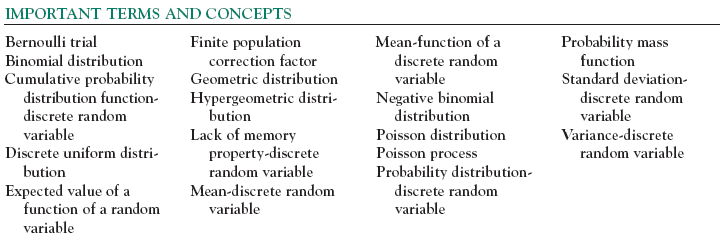 IMPORTANT TERMS AND CONCEPTS
Bernoulli trial
Binomial distribution
Cumulative probability
distribution function-
discrete random
variable
Discrete uniform distri-
bution
Expected value of a
function of a random
variable
Finite population
correction factor
Geometric distribution
Hypergeometric distri-
bution
Lack of memory
property-discrete
random variable
Mean-discrete random
variable
Mean-function of a
discrete random
variable
Negative binomial
distribution
Poisson distribution
Poisson process
Probability distribution-
discrete random
variable
Probability mass
function
Standard deviation-
discrete random
variable
Variance-discrete
random variable